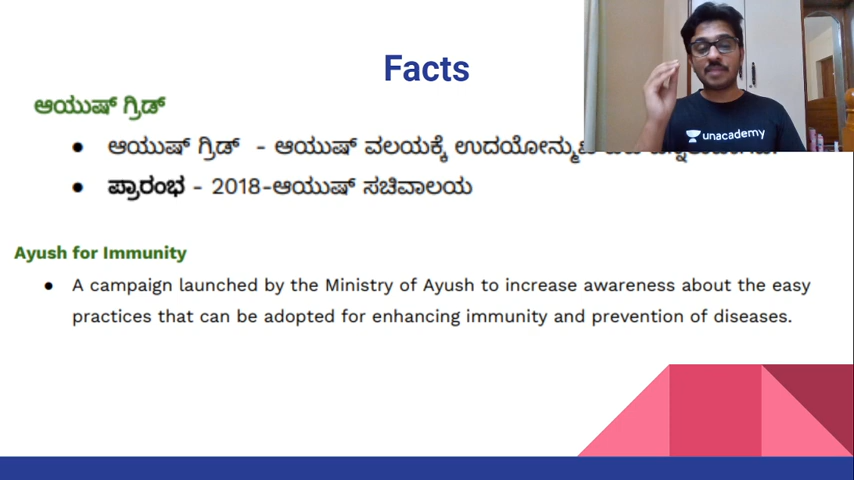 Facts
unacademy
ಆಯುಷ್ ಗ್ರಿಡ್
● ಆಯುಷ್ ಗ್ರಿಡ್ - ಆಯುಷ್ ವಲಯಕ್ಕೆ
● ಪ್ರಾರಂಭ - 2018-ಆಯುಷ್ ಸಚಿವಾಲಯ
Ayush for Immunity
● A campaign launched by the Ministry of Ayush to increase awareness about the easy
practices that can be adopted for enhancing immunity and prevention of diseases.